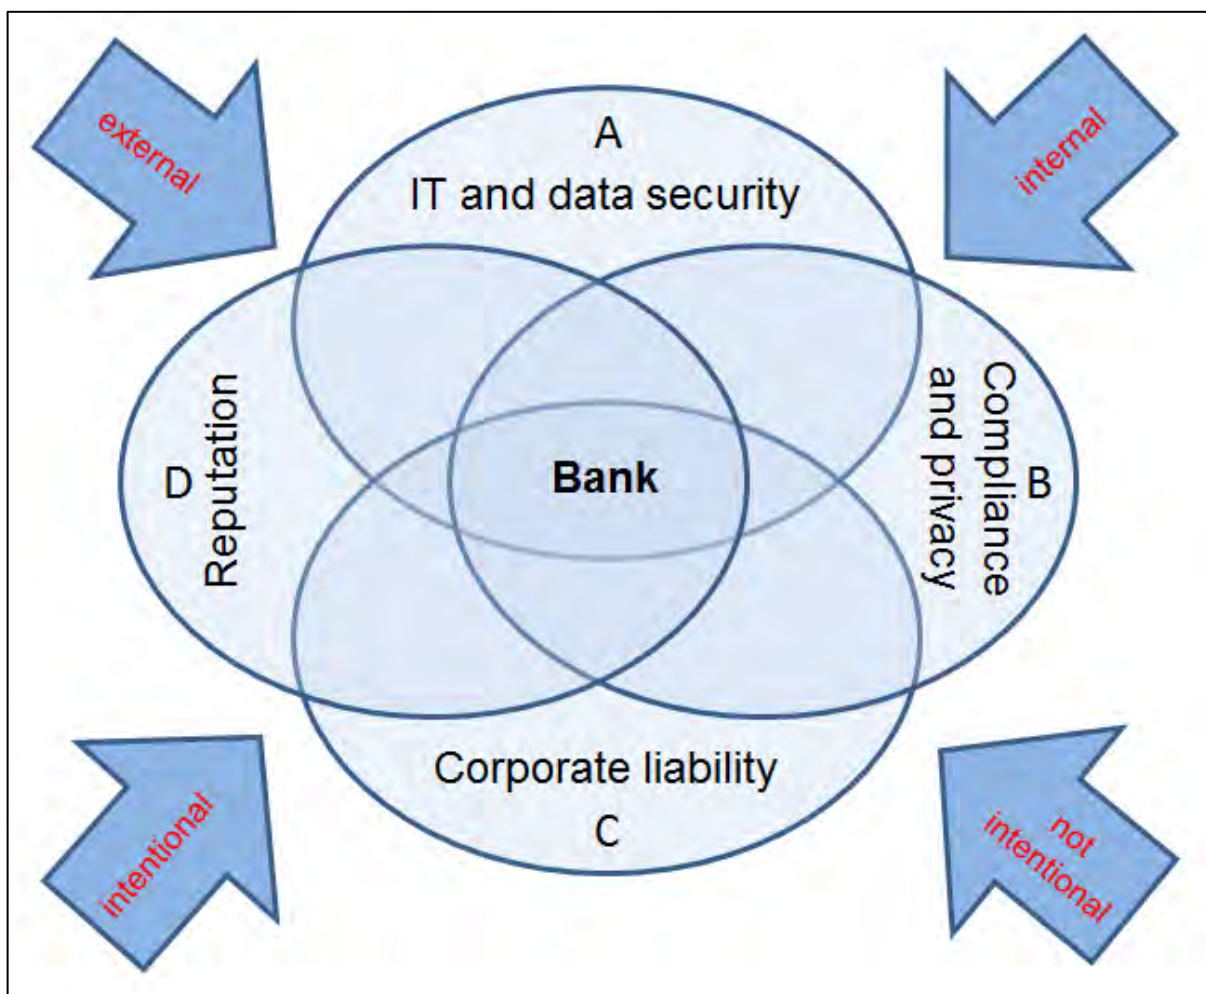 external
internal
A
IT and data security
D
Reputation
Bank
Compliance
and privacy
B
Corporate liability
C
intentional
not
intentional